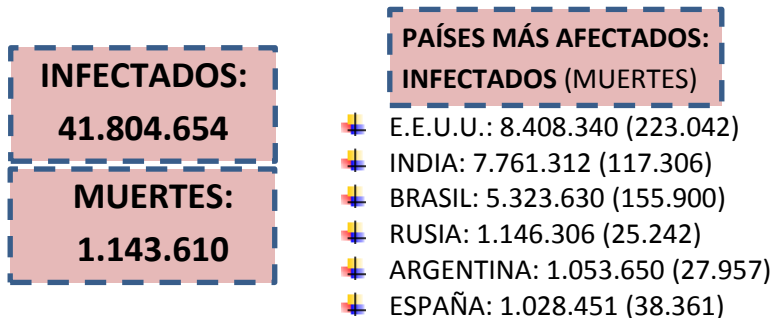 INFECTADOS:
41.804.654
MUERTES:
1.143.610
PAÍSES MÁS AFECTADOS:
INFECTADOS (MUERTES)
E.E.U.U.: 8.408.340 (223.042)
INDIA: 7.761.312 (117.306)
BRASIL: 5.323.630 (155.900)
RUSIA: 1.146.306 (25.242)
ARGENTINA: 1.053.650 (27.957)
ESPAÑA: 1.028.451 (38.361)